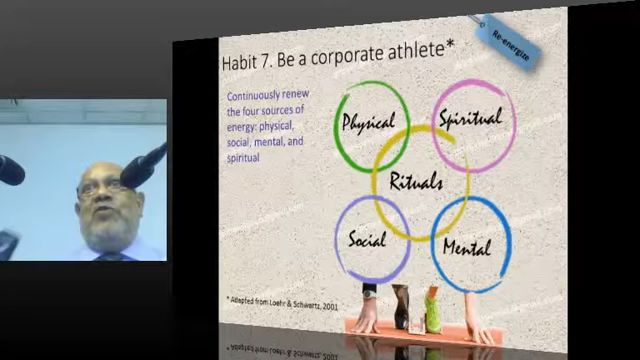 Habit 7. Be a corporate athlete*
Re-energize
Continuously renew
the four sources of
energy: physical,
social, mental, and
spiritual
Physical
Spiritual
Rituals
Social
Mental
* Adapted from Loehr & Schwartz, 2001